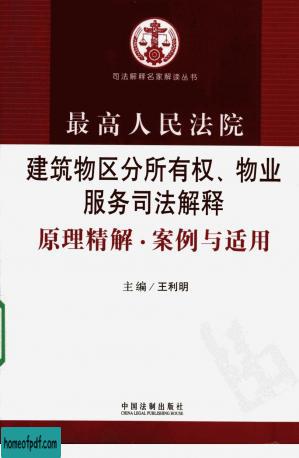 司法解释名家解读丛书
最高人民法院
建筑物区分所有权、物业
服务司法解释
原理精解·案例与适用
主编/王利明
中国法制出版社
CHINA LEGAL PUBLISHING HOUSE
homeofpdf.com